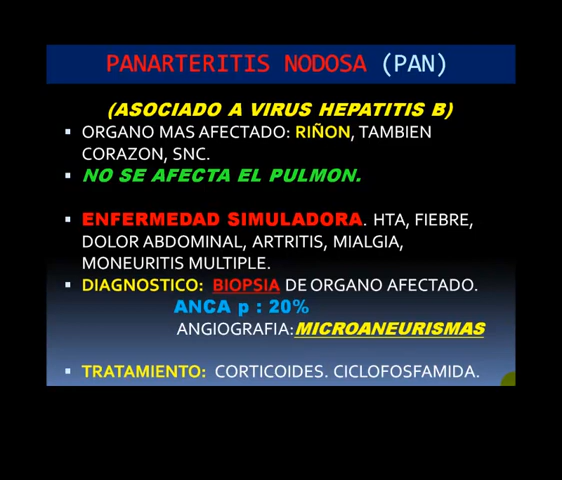 PANARTERITIS NODOSA (PAN)
(ASOCIADO A VIRUS HEPATITIS B)
▪ ORGANO MAS AFECTADO: RIÑON, TAMBIEN
CORAZON, SNC.
▪ NO SE AFECTA EL PULMON.
▪ ENFERMEDAD SIMULADORA. HTA, FIEBRE,
DOLOR ABDOMINAL, ARTRITIS, MIALGIA,
MONEURITIS MULTIPLE.
▪ DIAGNOSTICO: BIOPSIA DE ORGANO AFECTADO.
ANCA p : 20%
ANGIOGRAFIA:MICROANEURISMAS
▪ TRATAMIENTO: CORTICOIDES. CICLOFOSFAMIDA.